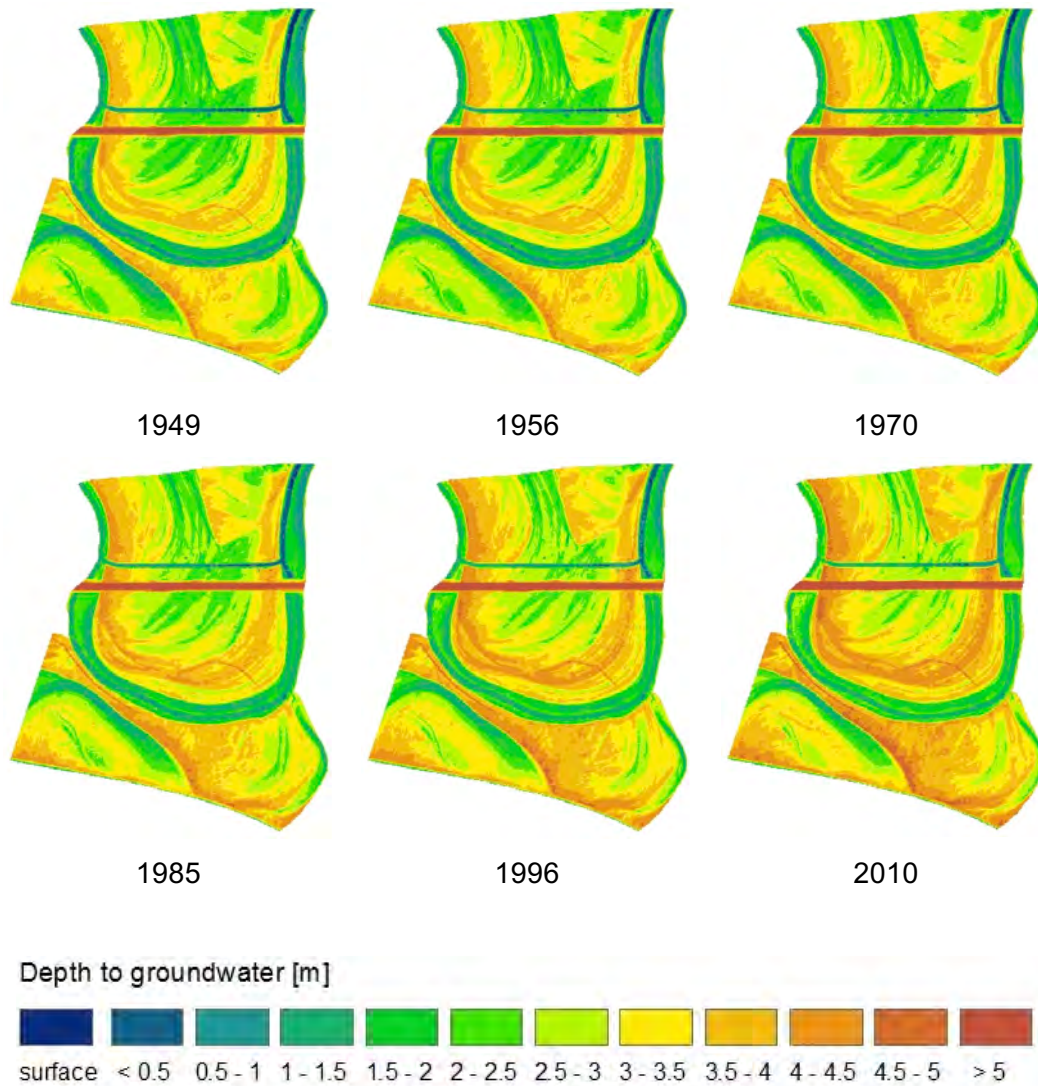 1949 1956 1970
1985 1996 2010
Depth to groundwater [m]
surface < 0.5 0.5 - 1 1 - 1.5 1.5 - 2 2 - 2.5 2.5 - 3 3 - 3.5 3.5 - 4 4 - 4.5 4.5 - 5 > 5